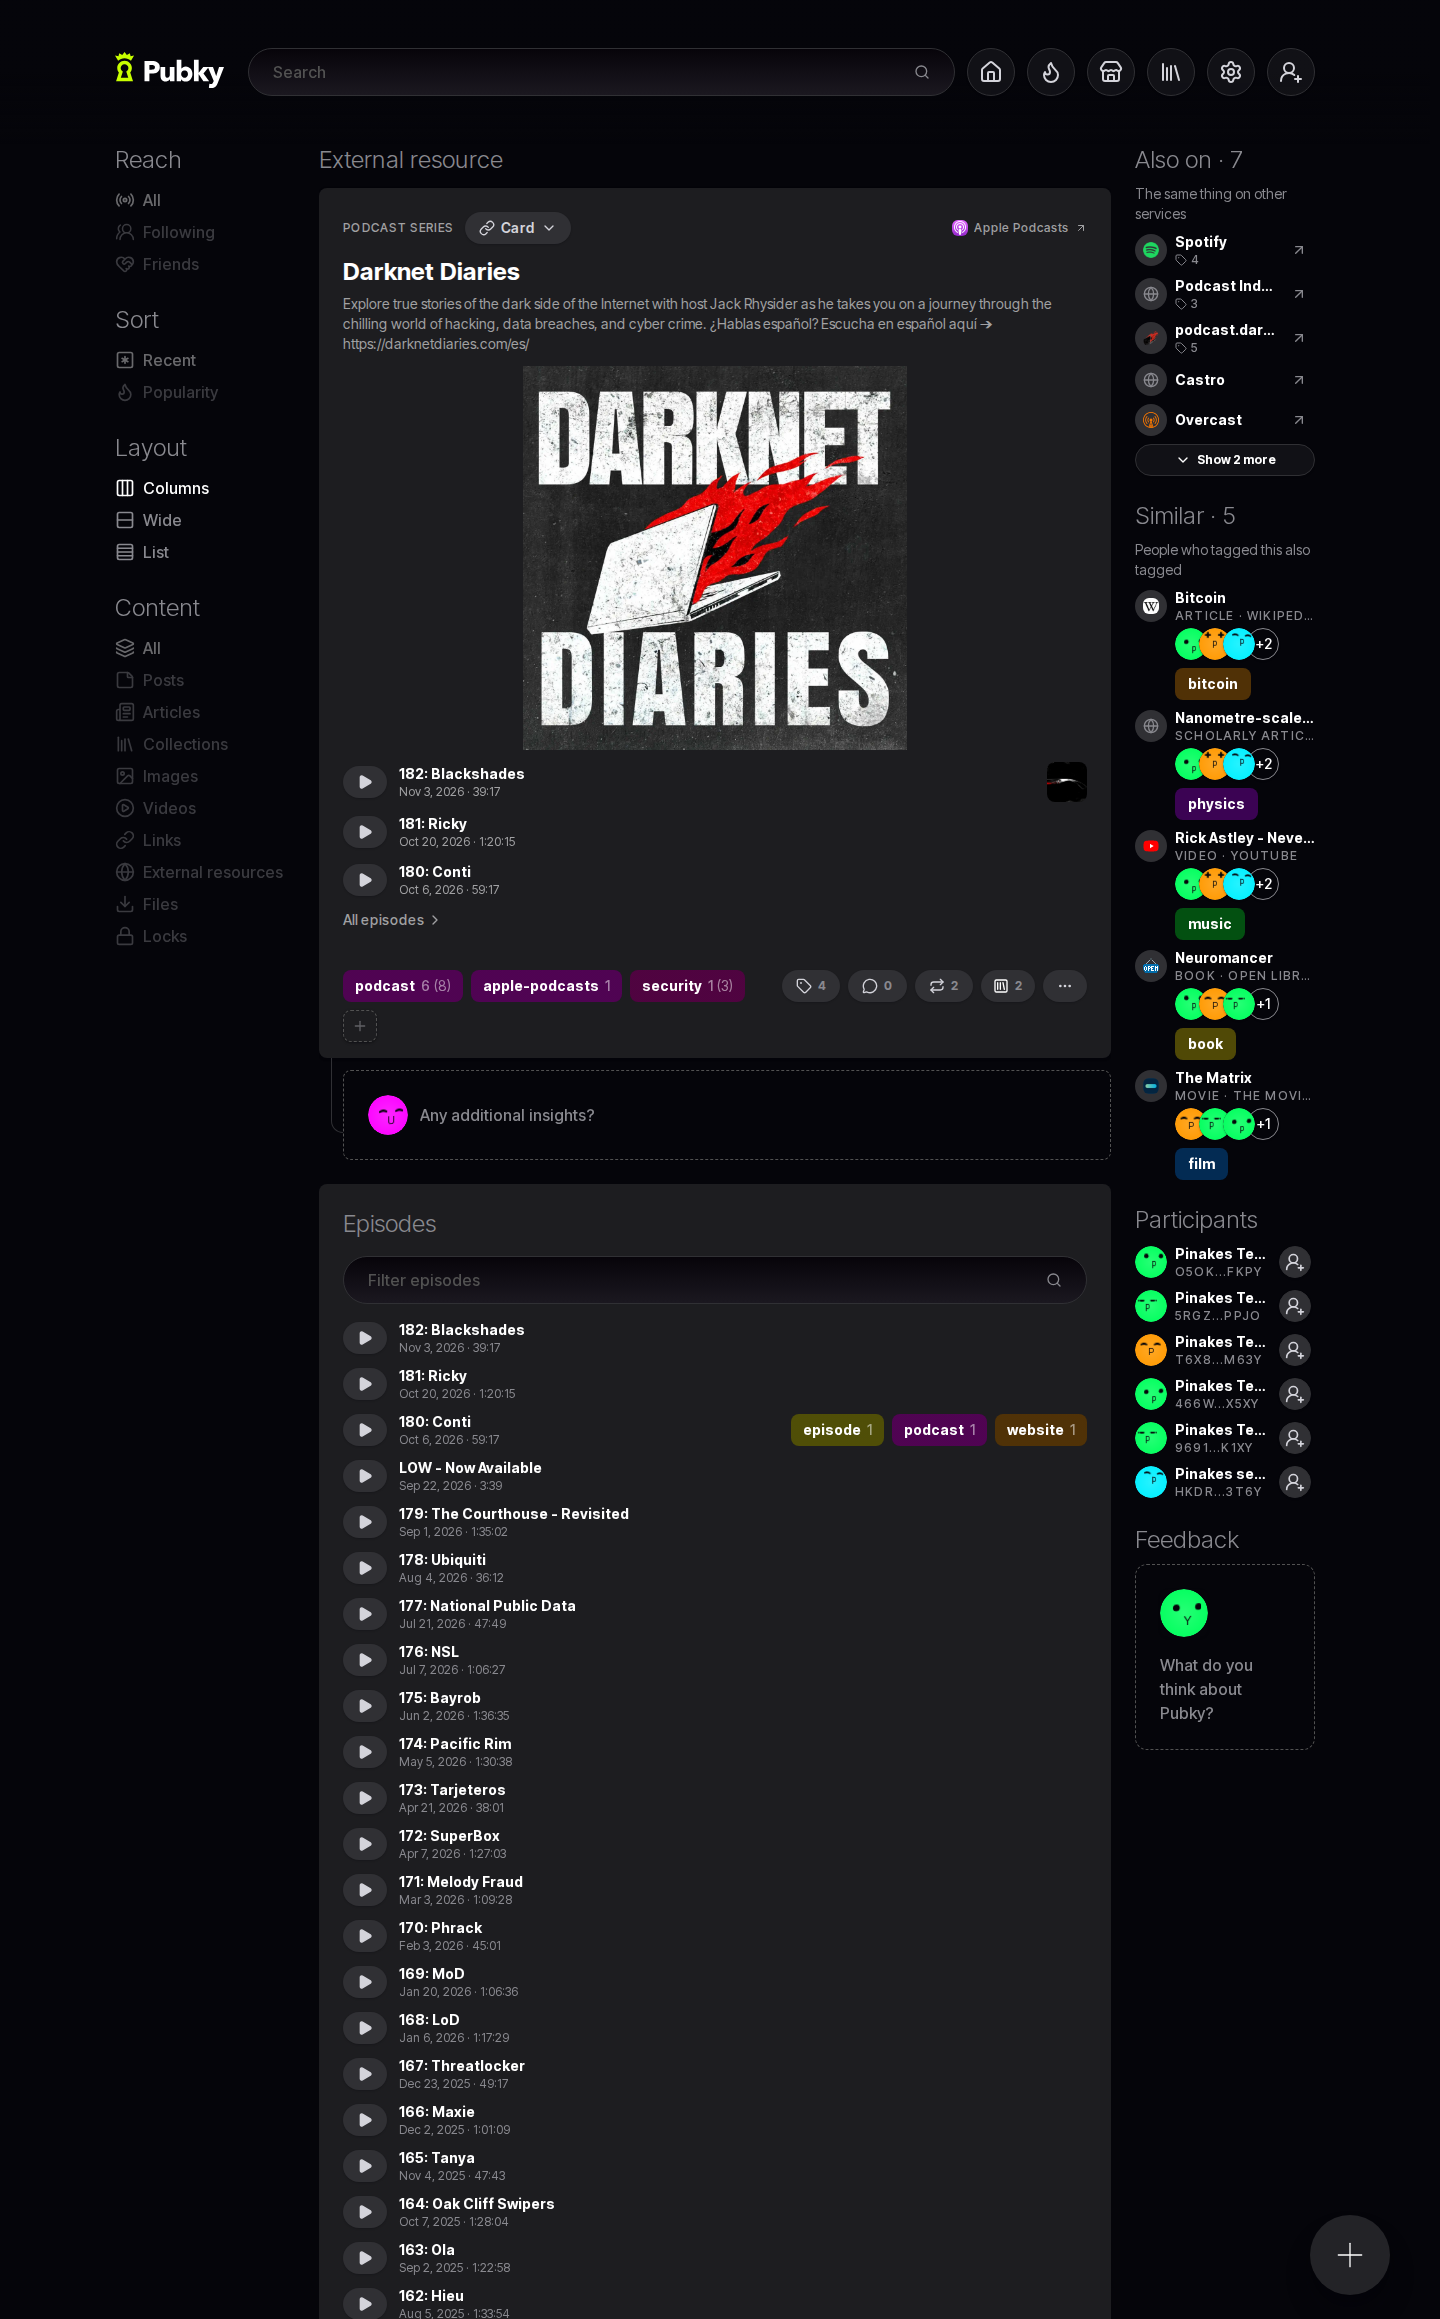 Pubky
Search
Reach
All
Following
Friends
Sort
Recent
Popularity
Layout
Columns
Wide
List
Content
All
Posts
Articles
Collections
Images
Videos
Links
External resources
Files
Locks
External resource
PODCAST SERIES
Card
Apple Podcasts
Darknet Diaries
Explore true stories of the dark side of the Internet with host Jack Rhysider as he takes you on a journey through the
chilling world of hacking, data breaches, and cyber crime. ¿Hablas español? Escucha en español aquí ➔
https://darknetdiaries.com/es/
DARKNET
DIARIES
182: Blackshades
Nov 3, 2026 · 39:17
181: Ricky
Oct 20, 2026 · 1:20:15
180: Conti
Oct 6, 2026 · 59:17
All episodes
podcast 6 (8)
apple-podcasts 1
security 1 (3)
4
0
2
2
Any additional insights?
U
Episodes
Filter episodes
182: Blackshades
Nov 3, 2026 · 39:17
181: Ricky
Oct 20, 2026 · 1:20:15
180: Conti
Oct 6, 2026 · 59:17
episode 1
podcast 1
website 1
LOW - Now Available
Sep 22, 2026 · 3:39
179: The Courthouse - Revisited
Sep 1, 2026 · 1:35:02
178: Ubiquiti
Aug 4, 2026 · 36:12
177: National Public Data
Jul 21, 2026 · 47:49
176: NSL
Jul 7, 2026 · 1:06:27
175: Bayrob
Jun 2, 2026 · 1:36:35
174: Pacific Rim
May 5, 2026 · 1:30:38
173: Tarjeteros
Apr 21, 2026 · 38:01
172: SuperBox
Apr 7, 2026 · 1:27:03
171: Melody Fraud
Mar 3, 2026 · 1:09:28
170: Phrack
Feb 3, 2026 · 45:01
169: MoD
Jan 20, 2026 · 1:06:36
168: LoD
Jan 6, 2026 · 1:17:29
167: Threatlocker
Dec 23, 2025 · 49:17
166: Maxie
Dec 2, 2025 · 1:01:09
165: Tanya
Nov 4, 2025 · 47:43
164: Oak Cliff Swipers
Oct 7, 2025 · 1:28:04
163: Ola
Sep 2, 2025 · 1:22:58
162: Hieu
Aug 5, 2025 · 1:33:54
Also on · 7
The same thing on other
services
Spotify
4
Podcast Ind...
3
podcast.dar...
5
Castro
Overcast
Show 2 more
Similar · 5
People who tagged this also
tagged
Bitcoin
ARTICLE · WIKIPED...
+2
bitcoin
Nanometre-scale...
SCHOLARLY ARTIC...
+2
physics
Rick Astley - Neve...
VIDEO · YOUTUBE
+2
music
Neuromancer
BOOK · OPEN LIBR...
+1
book
The Matrix
MOVIE · THE MOVI...
+1
film
Participants
Pinakes Te...
O5OK...FKPY
Pinakes Te...
5RGZ...PPJO
Pinakes Te...
T6X8...M63Y
Pinakes Te...
466W...X5XY
Pinakes Te...
9691...K1XY
Pinakes se...
HKDR...3T6Y
Feedback
Y
What do you
think about
Pubky?